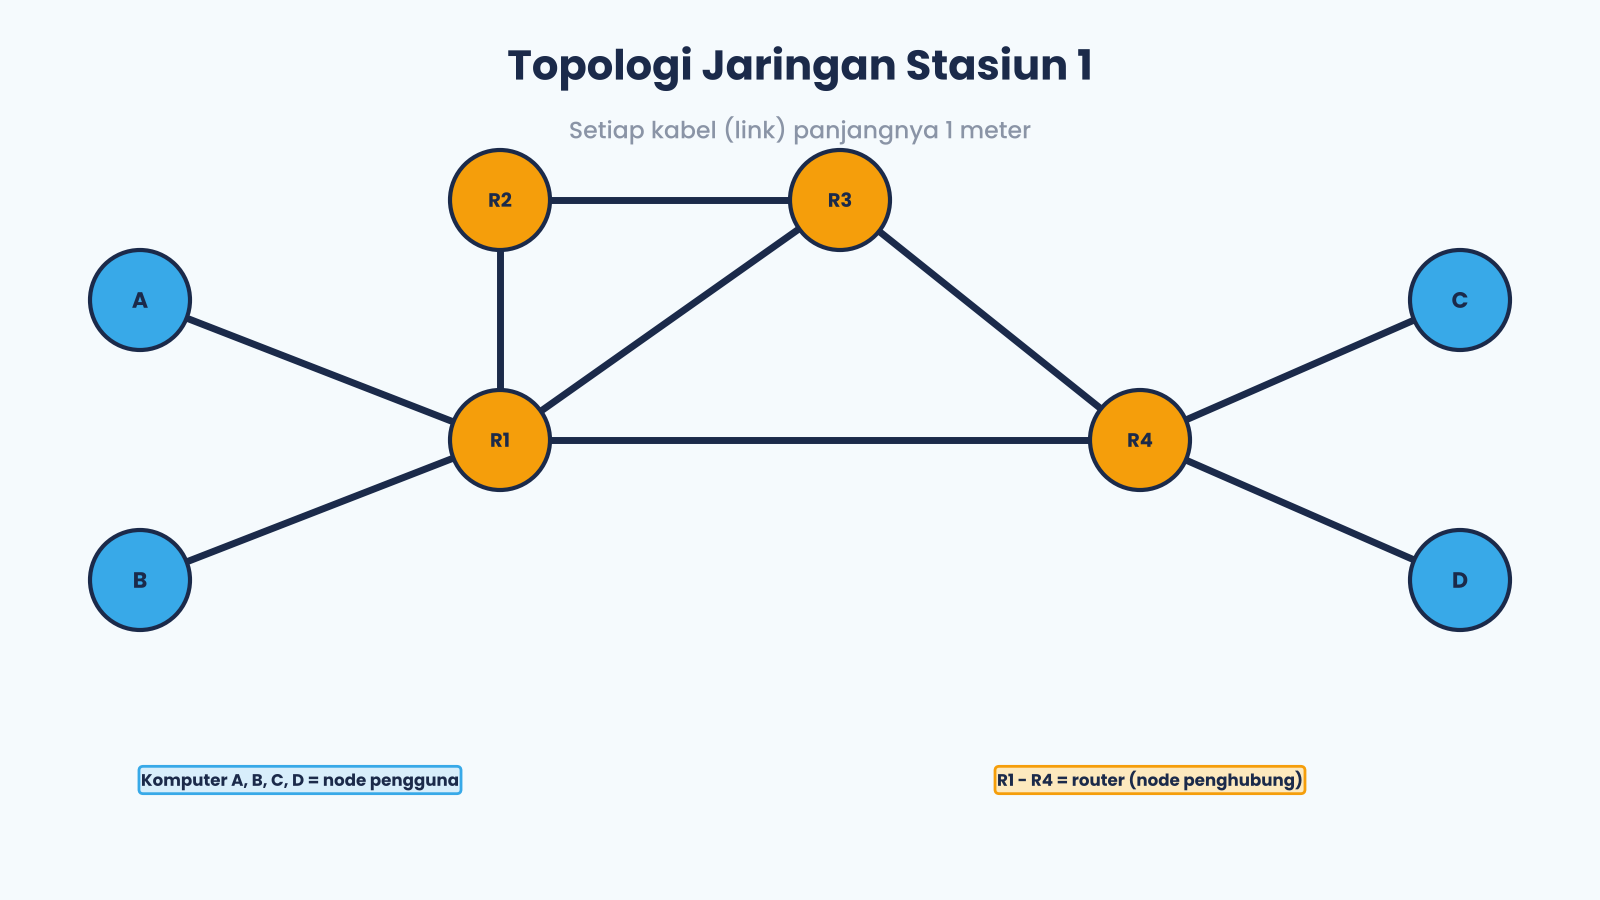 Topologi Jaringan Stasiun 1
Setiap kabel (link) panjangnya 1 meter
R2
R3
A
C
R1
R4
B
D
Komputer A, B, C, D = node pengguna
R1 - R4 = router (node penghubung)